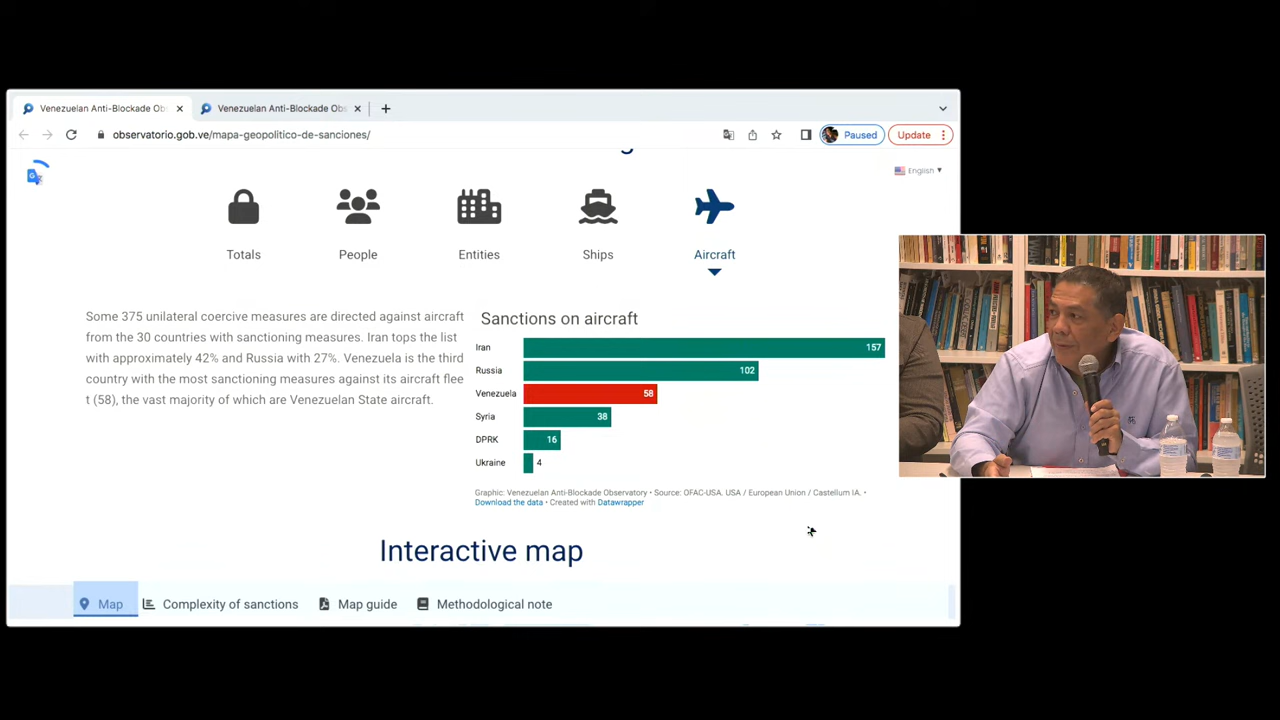 Venezuelan Anti-Blockade Ob
Venezuelan Anti-Blockade Obs
observatorio.gob.ve/mapa-geopolitico-de-sanciones/
Paused
Update
English
Totals
People
Entities
Ships
Aircraft
Some 375 unilateral coercive measures are directed against aircraft
from the 30 countries with sanctioning measures. Iran tops the list
with approximately 42% and Russia with 27%. Venezuela is the third
country with the most sanctioning measures against its aircraft flee
t (58), the vast majority of which are Venezuelan State aircraft.
Sanctions on aircraft
Iran 157
Russia 102
Venezuela 58
Syria 38
DPRK 16
Ukraine 4
Graphic: Venezuelan Anti-Blockade Observatory • Source: OFAC-USA. USA / European Union / Castellum IA. •
Download the data • Created with Datawrapper
Interactive map
Map
Complexity of sanctions
Map guide
Methodological note